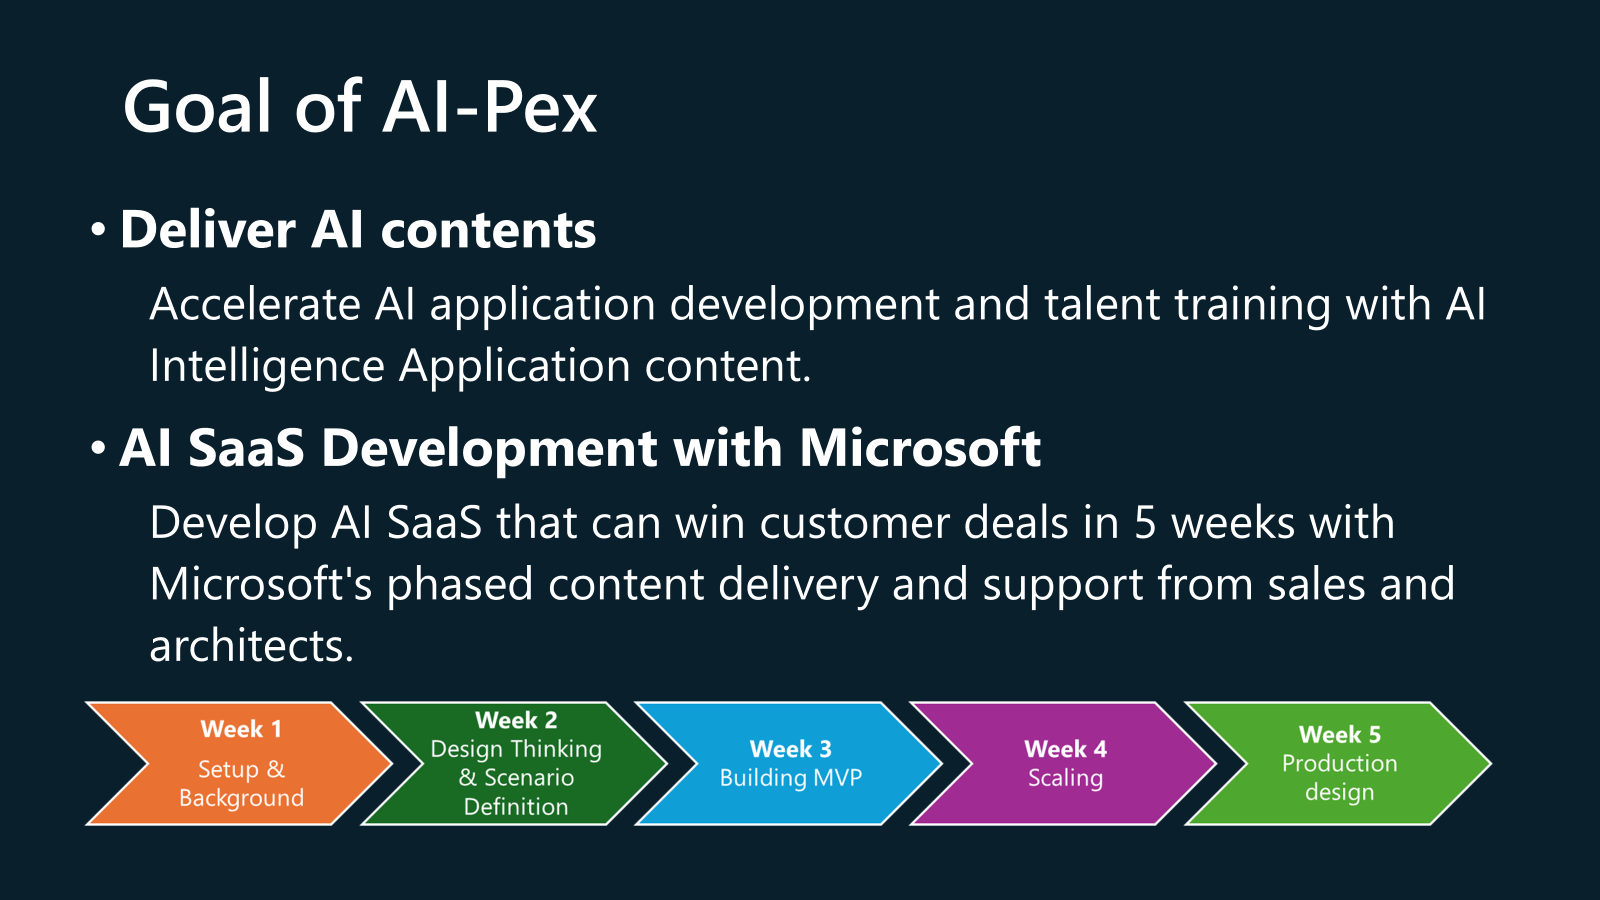 Goal of AI-Pex
• Deliver AI contents
Accelerate AI application development and talent training with AI
Intelligence Application content.
• AI SaaS Development with Microsoft
Develop AI SaaS that can win customer deals in 5 weeks with
Microsoft's phased content delivery and support from sales and
architects.
Week 1
Setup &
Background
Week 2
Design Thinking
& Scenario
Definition
Week 3
Building MVP
Week 4
Scaling
Week 5
Production
design